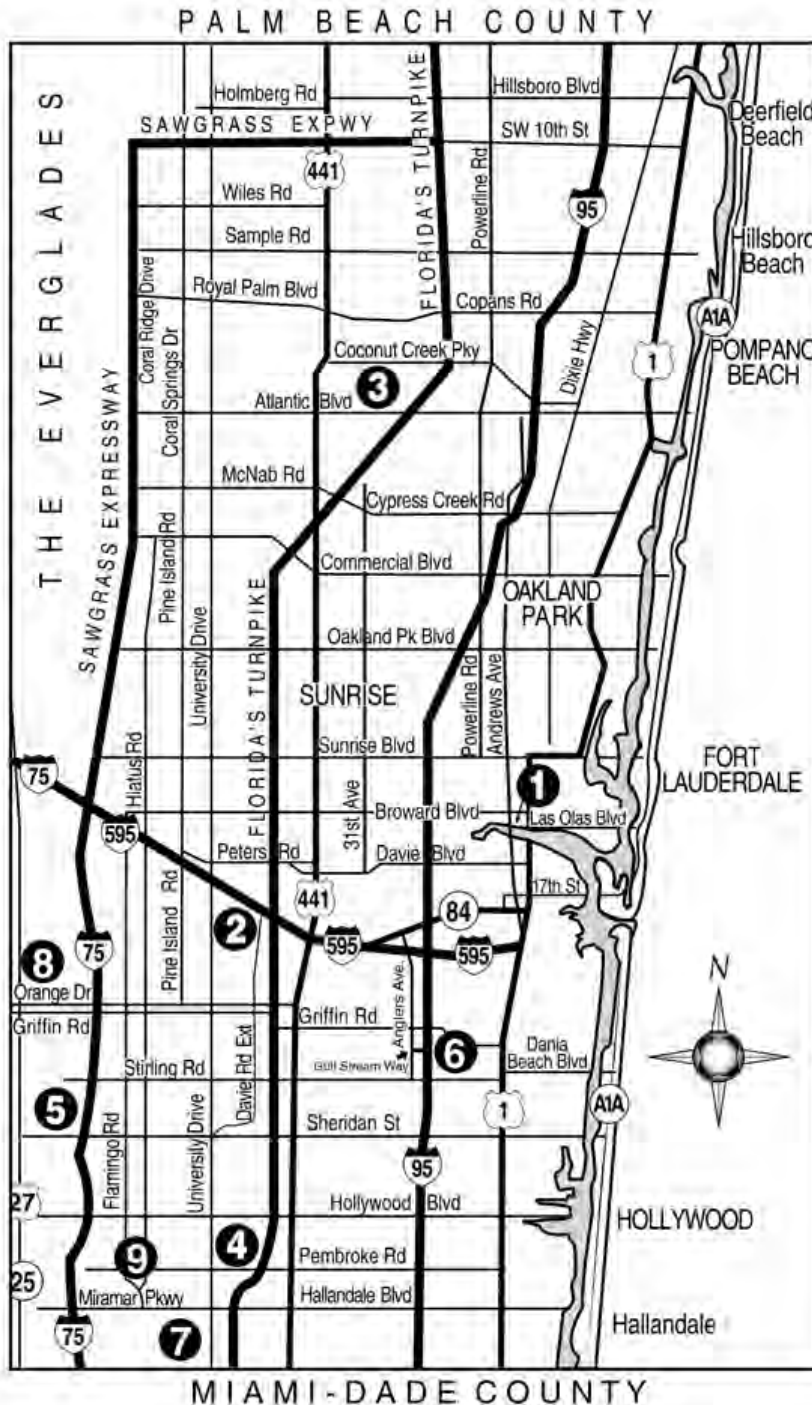 PALM BEACH COUNTY
THE EVERGLADES
Holmberg Rd
Hillsboro Blvd
Deerfield
Beach
SAWGRASS EXPWY
SW 10th St
441
FLORIDA'S TURNPIKE
Powerline Rd
95
Wiles Rd
Sample Rd
Hillsboro
Beach
Coral Ridge Drive
Coral Springs Dr
Royal Palm Blvd
Copans Rd
A1A
POMPANO
BEACH
Coconut Creek Pky
Dixie Hwy
1
3
Atlantic Blvd
SAWGRASS EXPRESSWAY
McNab Rd
Cypress Creek Rd
Pine Island Rd
Commercial Blvd
OAKLAND
PARK
University Drive
FLORIDA'S TURNPIKE
Oakland Pk Blvd
SUNRISE
Powerline Rd
Andrews Ave
Sunrise Blvd
FORT
LAUDERDALE
75
Hiatus Rd
1
31st Ave
Broward Blvd
Las Olas Blvd
595
Peters Rd
Davie Blvd
17th St
Pine Island Rd
441
84
2
595
595
8
75
Orange Dr
Griffin Rd
Griffin Rd
Anglers Ave.
6
Dania
Beach Blvd
Gulf Stream Way
Stirling Rd
Davie Rd Ext
N
5
1
A1A
Sheridan St
Flamingo Rd
University Drive
95
27
Hollywood Blvd
HOLLYWOOD
4
9
Pembroke Rd
25
Miramar Pkwy
Hallandale Blvd
75
7
Hallandale
MIAMI-DADE COUNTY